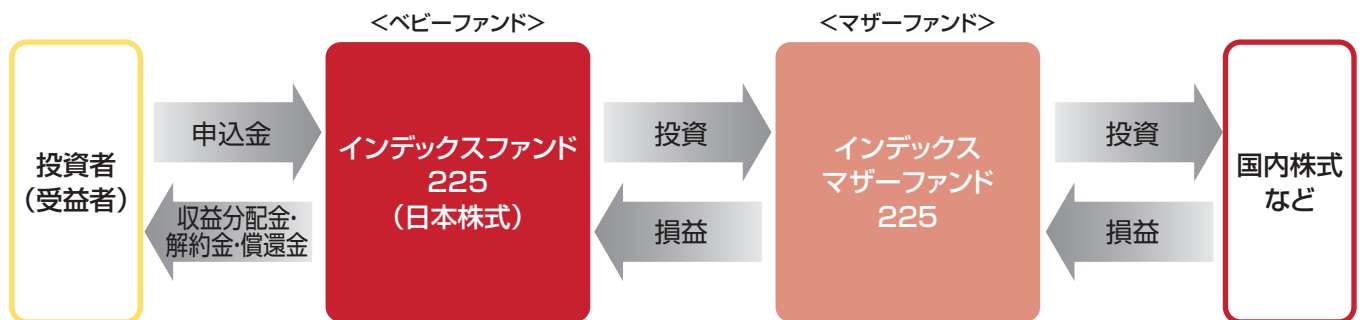 <ベビーファンド>
<マザーファンド>
投資者
(受益者)
申込金
収益分配金・
解約金・償還金
インデックスファンド
225
(日本株式)
投資
損益
インデックス
マザーファンド
225
投資
損益
国内株式
など